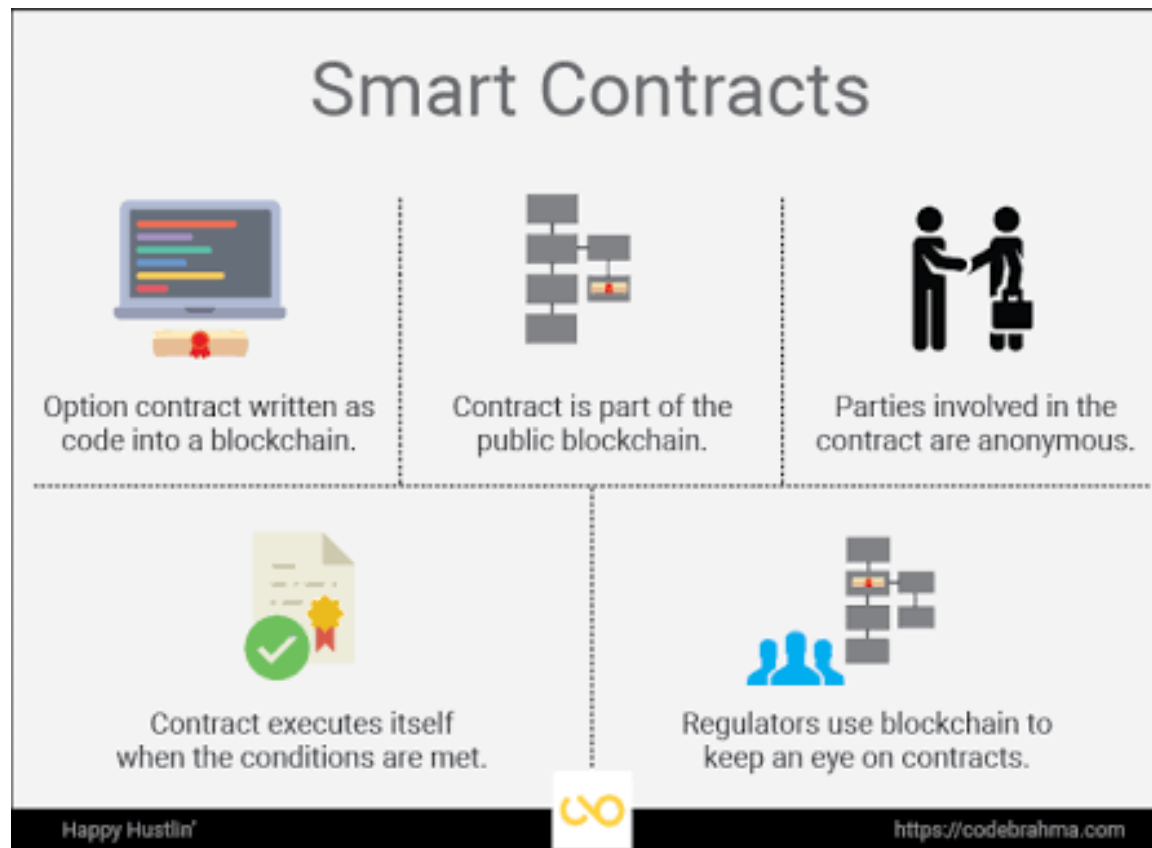 Smart Contracts
Option contract written as
code into a blockchain.
Contract is part of the
public blockchain.
Parties involved in the
contract are anonymous.
Contract executes itself
when the conditions are met.
Regulators use blockchain to
keep an eye on contracts.
Happy Hustlin'
https://codebrahma.com